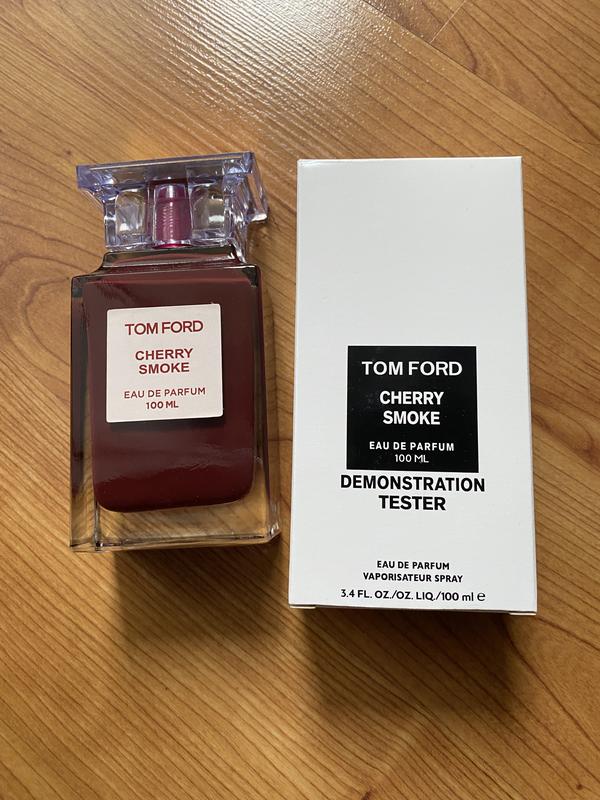 TOM FORD
CHERRY
SMOKE
EAU DE PARFUM
100 ML
TOM FORD
CHERRY
SMOKE
EAU DE PARFUM
100 ML
DEMONSTRATION
TESTER
EAU DE PARFUM
VAPORISATEUR SPRAY
3.4 FL. OZ./OZ. LIQ./100 ml e